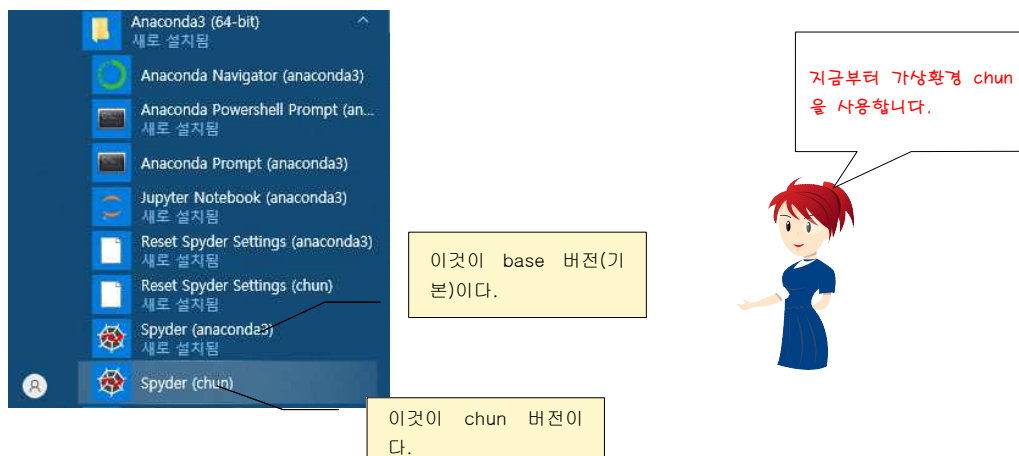 Anaconda3 (64-bit)
새로 설치됨
Anaconda Navigator (anaconda3)
Anaconda Powershell Prompt (an...
새로 설치됨
Anaconda Prompt (anaconda3)
Jupyter Notebook (anaconda3)
새로 설치됨
Reset Spyder Settings (anaconda3)
새로 설치됨
Reset Spyder Settings (chun)
새로 설치됨
Spyder (anaconda3)
새로 설치됨
Spyder (chun)
이것이 base 버전(기
본)이다.
이것이 chun 버전이
다.
지금부터 가상환경 chun
을 사용합니다.